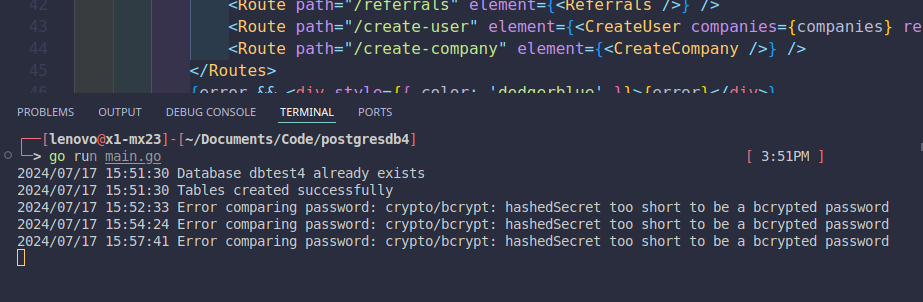 42 <Route path="/referrals" element={<Referrals />} />
43 <Route path="/create-user" element={<CreateUser companies={companies} re
44 <Route path="/create-company" element={<CreateCompany />} />
45 </Routes>
46 {error && <div style={{ color: 'dodgerblue' }}>{error}</div>}
PROBLEMS OUTPUT DEBUG CONSOLE TERMINAL PORTS
[lenovo@x1-mx23]-[~/Documents/Code/postgresdb4]
> go run main.go [ 3:51PM ]
2024/07/17 15:51:30 Database dbtest4 already exists
2024/07/17 15:51:30 Tables created successfully
2024/07/17 15:52:33 Error comparing password: crypto/bcrypt: hashedSecret too short to be a bcrypted password
2024/07/17 15:54:24 Error comparing password: crypto/bcrypt: hashedSecret too short to be a bcrypted password
2024/07/17 15:57:41 Error comparing password: crypto/bcrypt: hashedSecret too short to be a bcrypted password